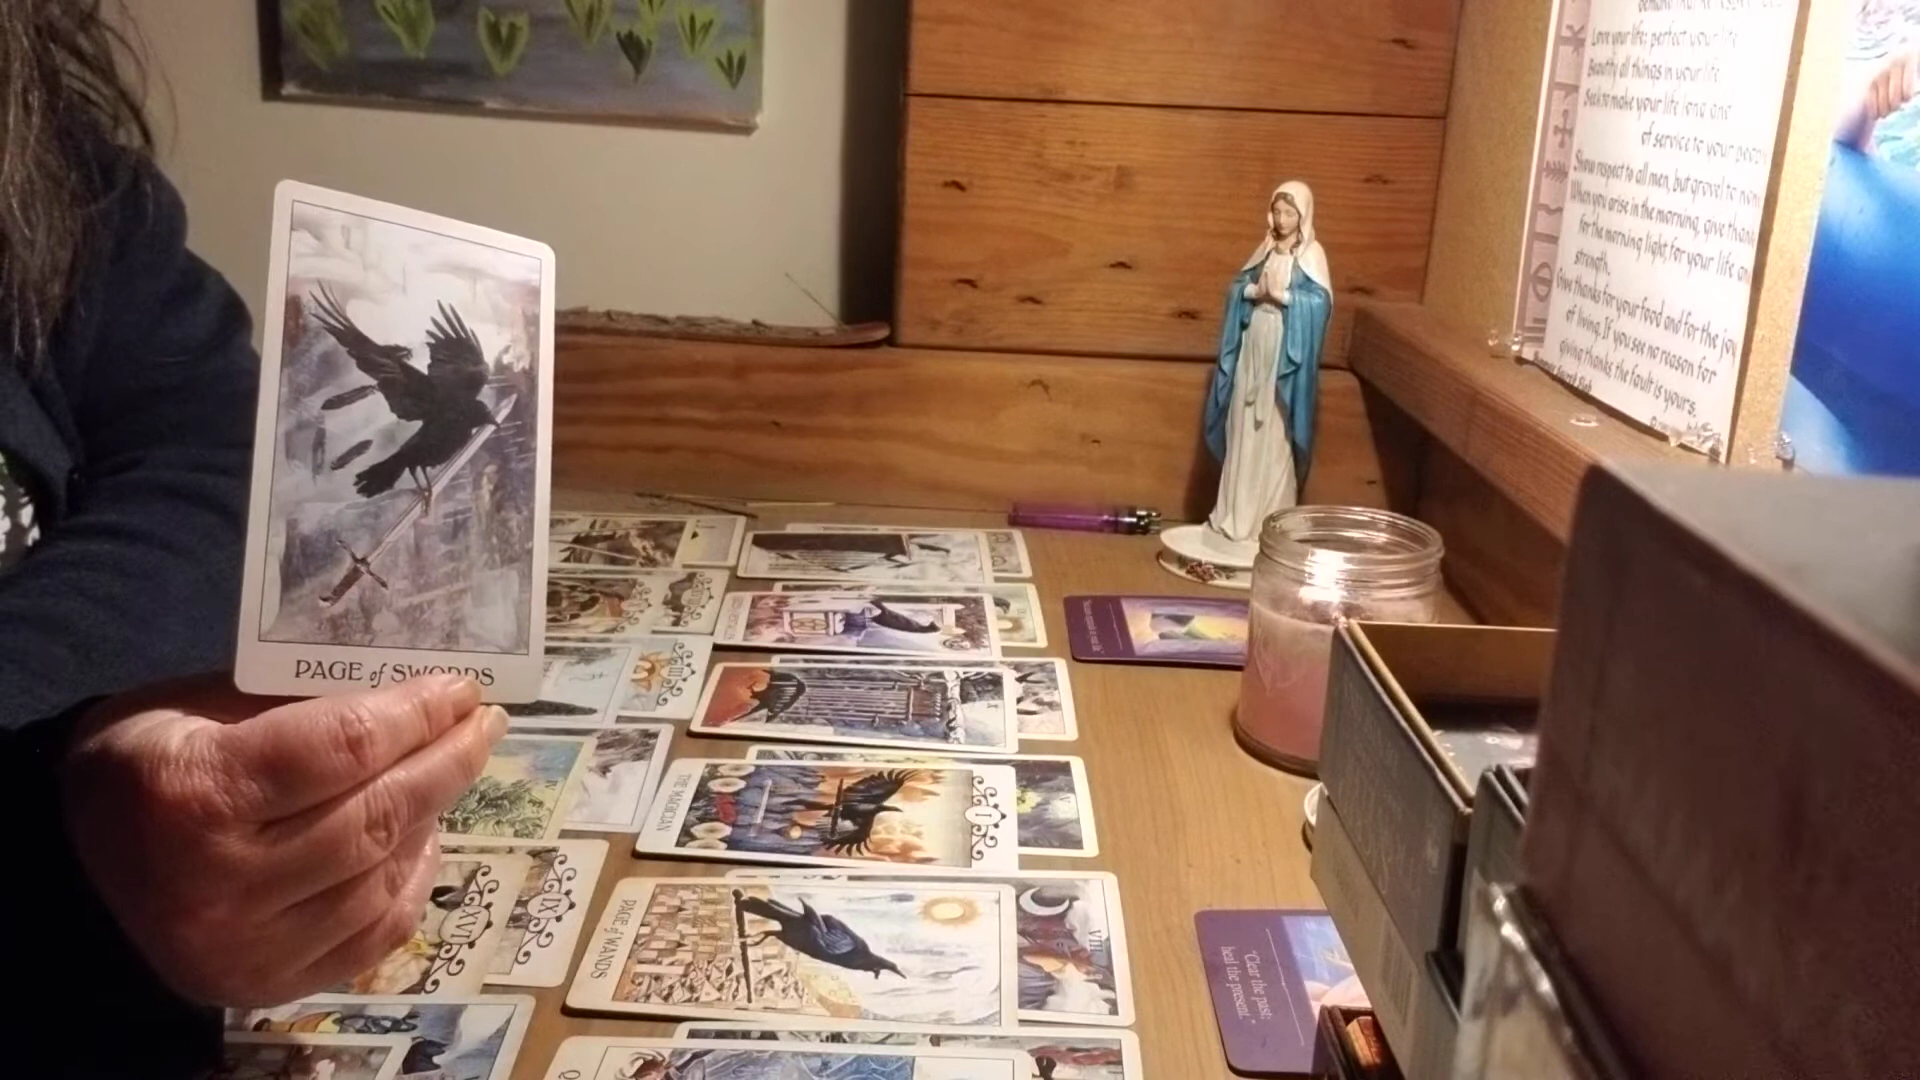 Love your life; perfect your life
Beautify all things in your life
Seek to make your life long and
of service to your people
Show respect to all men, but grovel to none
When you arise in the morning, give thanks
for the morning light, for your life and
strength.
Give thanks for your food and for the joy
of living. If you see no reason for
giving thanks the fault is yours.
PAGE of SWORDS
THE MAGICIAN
I
V
XVI
IX
PAGE of WANDS
VIII
"Clear the past;
heal the present."
Q